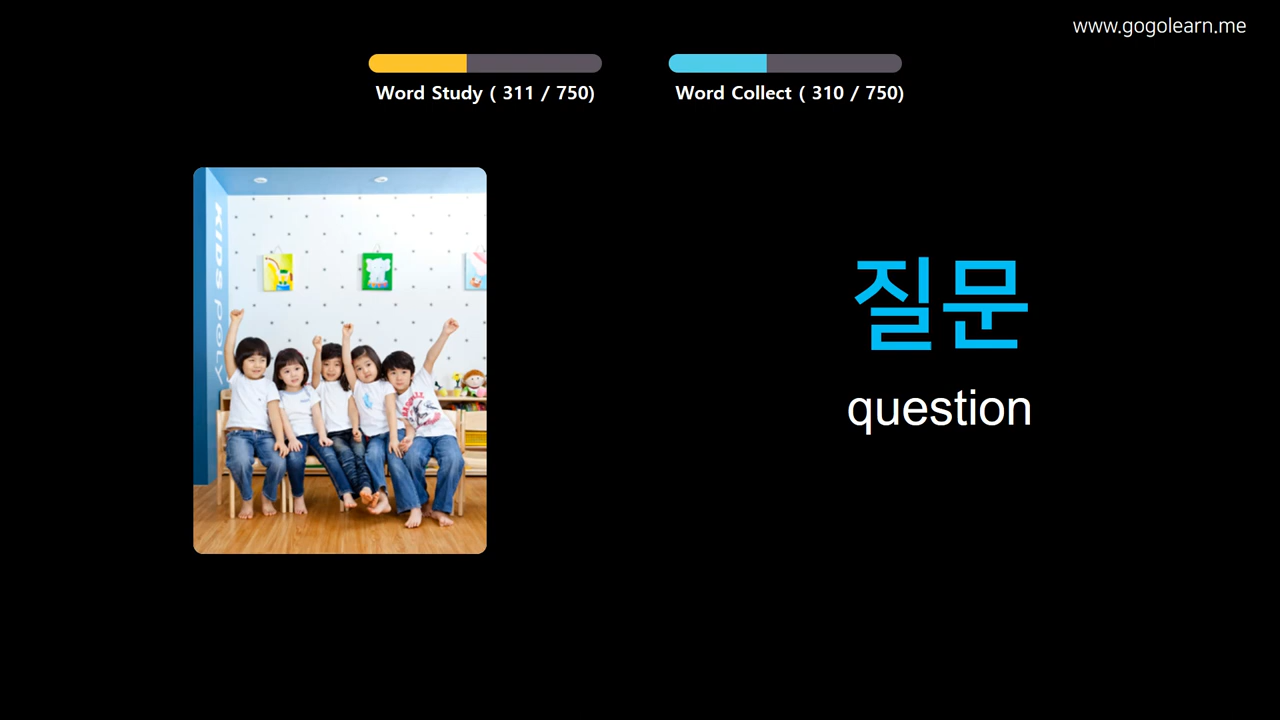 www.gogolearn.me
Word Study ( 311 / 750)
Word Collect ( 310 / 750)
KIDS POLY
질문
question